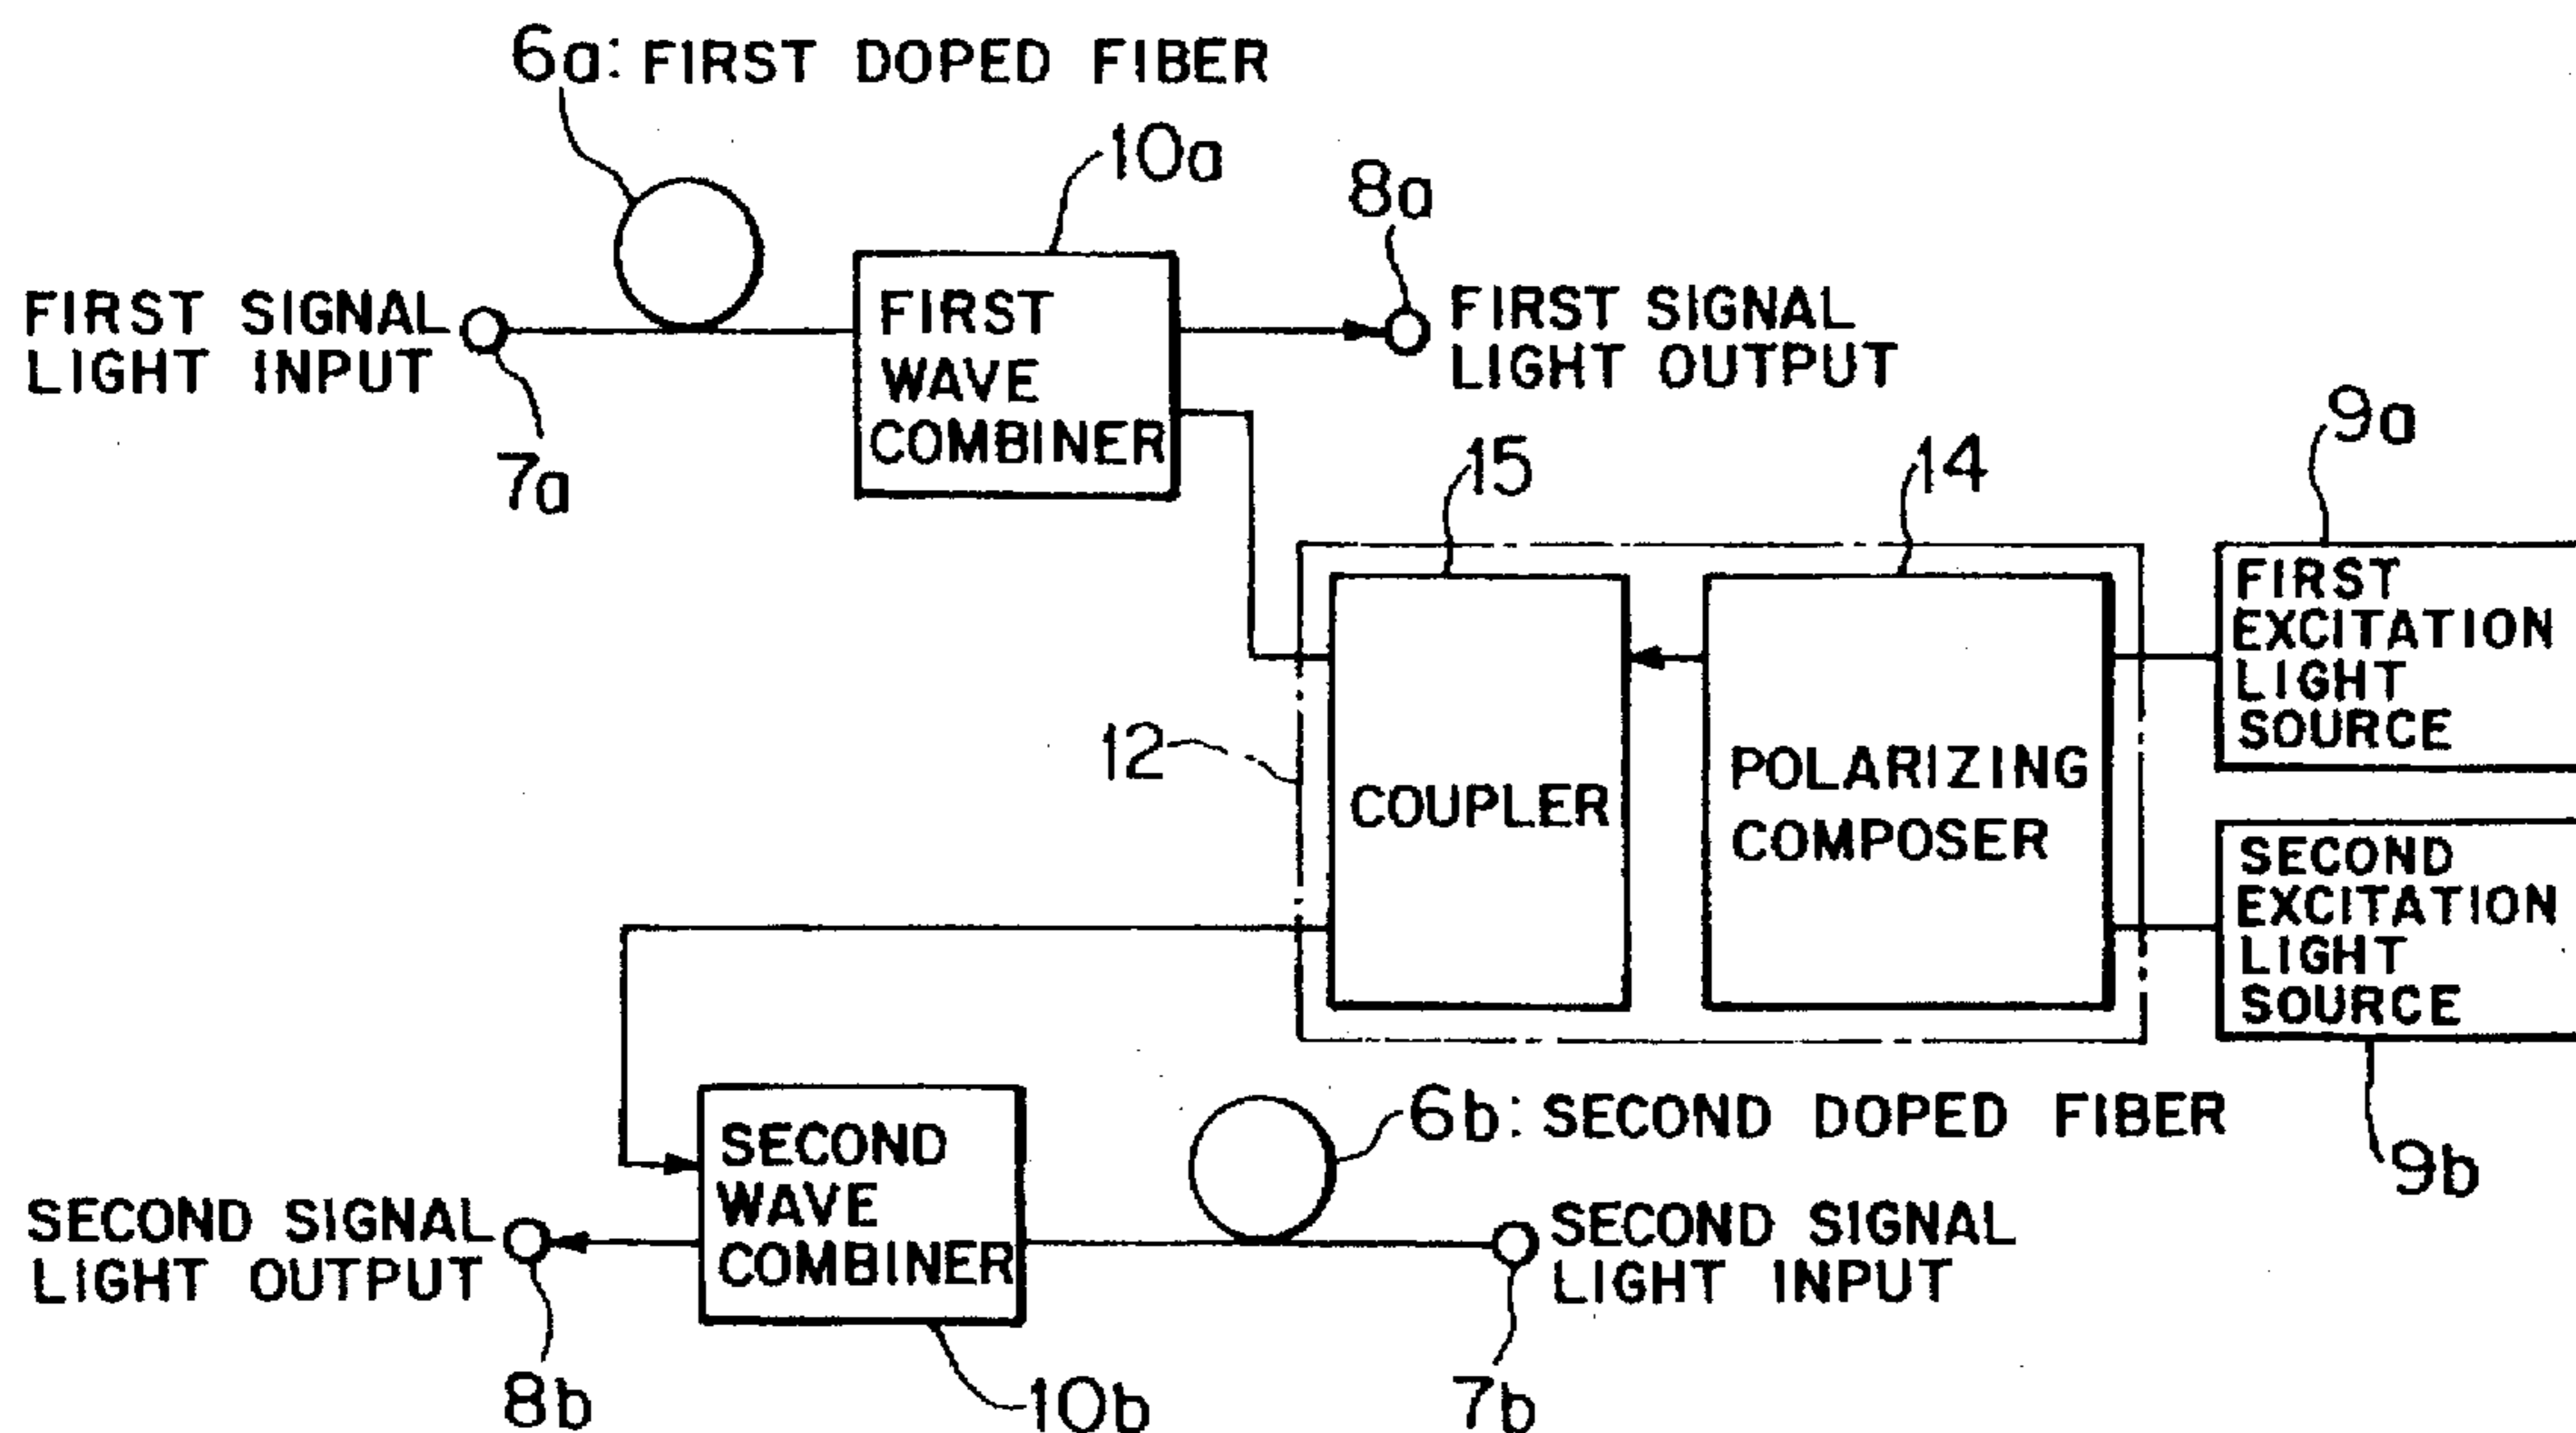 6a: FIRST DOPED FIBER
10a
8a
FIRST SIGNAL
LIGHT INPUT
7a
FIRST
WAVE
COMBINER
FIRST SIGNAL
LIGHT OUTPUT
9a
15
14
FIRST
EXCITATION
LIGHT
SOURCE
12
COUPLER
POLARIZING
COMPOSER
SECOND
EXCITATION
LIGHT
SOURCE
9b
6b: SECOND DOPED FIBER
SECOND
WAVE
COMBINER
SECOND SIGNAL
LIGHT OUTPUT
SECOND SIGNAL
LIGHT INPUT
8b
10b
7b